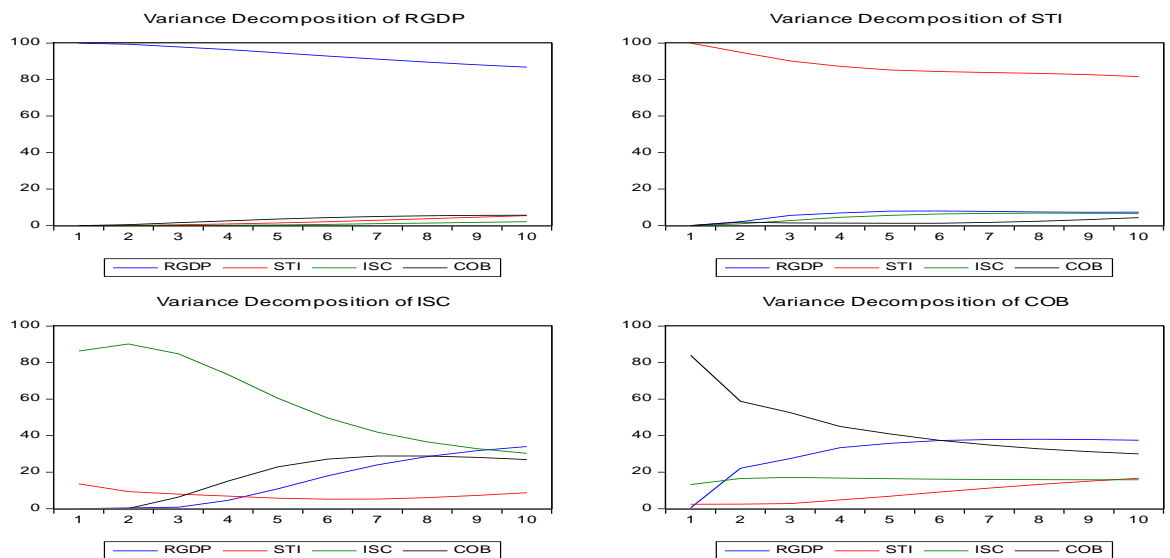 Variance Decomposition of RGDP
100
80
60
40
20
0
1 2 3 4 5 6 7 8 9 10
RGDP STI ISC COB
Variance Decomposition of STI
100
80
60
40
20
0
1 2 3 4 5 6 7 8 9 10
RGDP STI ISC COB
Variance Decomposition of ISC
100
80
60
40
20
0
1 2 3 4 5 6 7 8 9 10
RGDP STI ISC COB
Variance Decomposition of COB
100
80
60
40
20
0
1 2 3 4 5 6 7 8 9 10
RGDP STI ISC COB